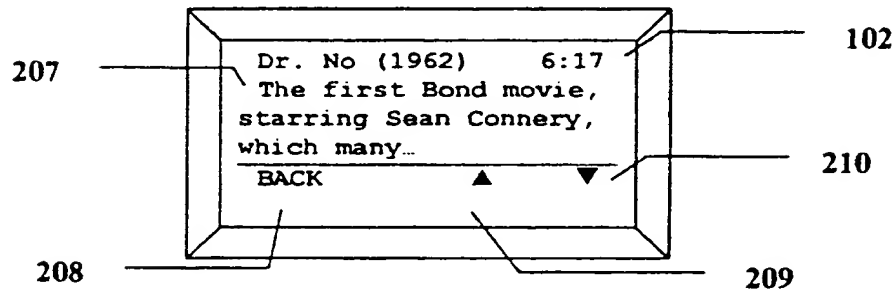 Dr. No (1962) 6:17 102
207
The first Bond movie,
starring Sean Connery,
which many…
BACK ▲ ▼ 210
208 209